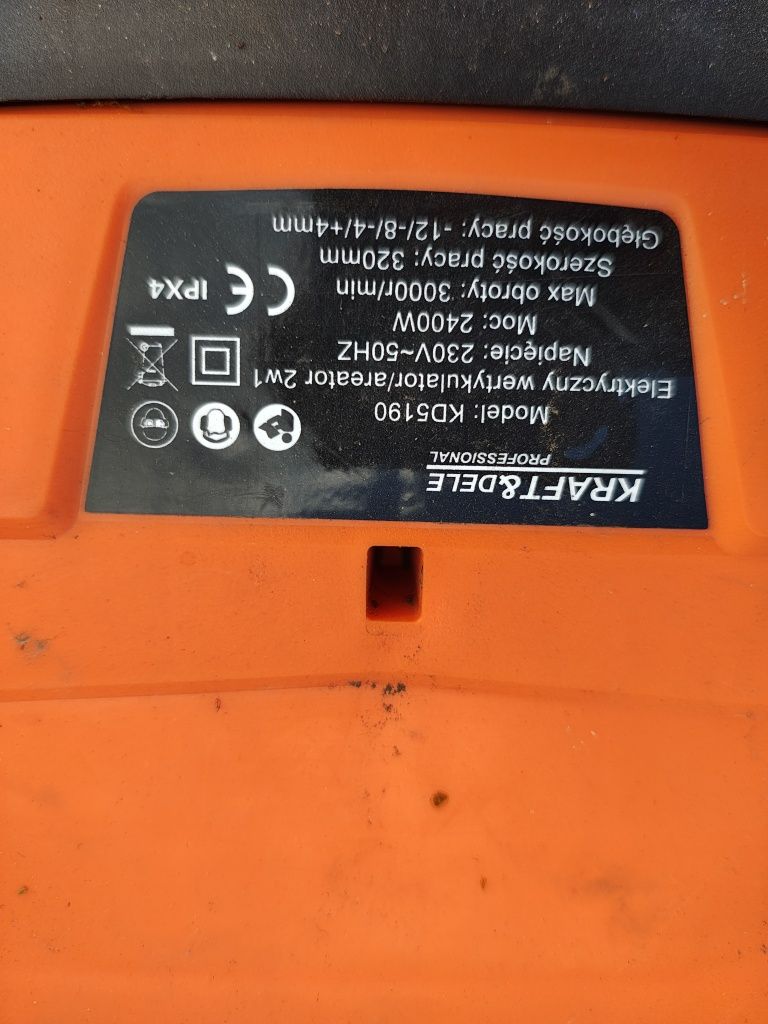 KRAFT&DELE
PROFESSIONAL
Model: KD5190
Elektryczny wertykulator/areator 2w1
Napięcie: 230V~50HZ
Moc: 2400W
Max obroty: 3000r/min
Szerokość pracy: 320mm
Głębokość pracy: -12/-8/-4/+4mm
CE IPX4